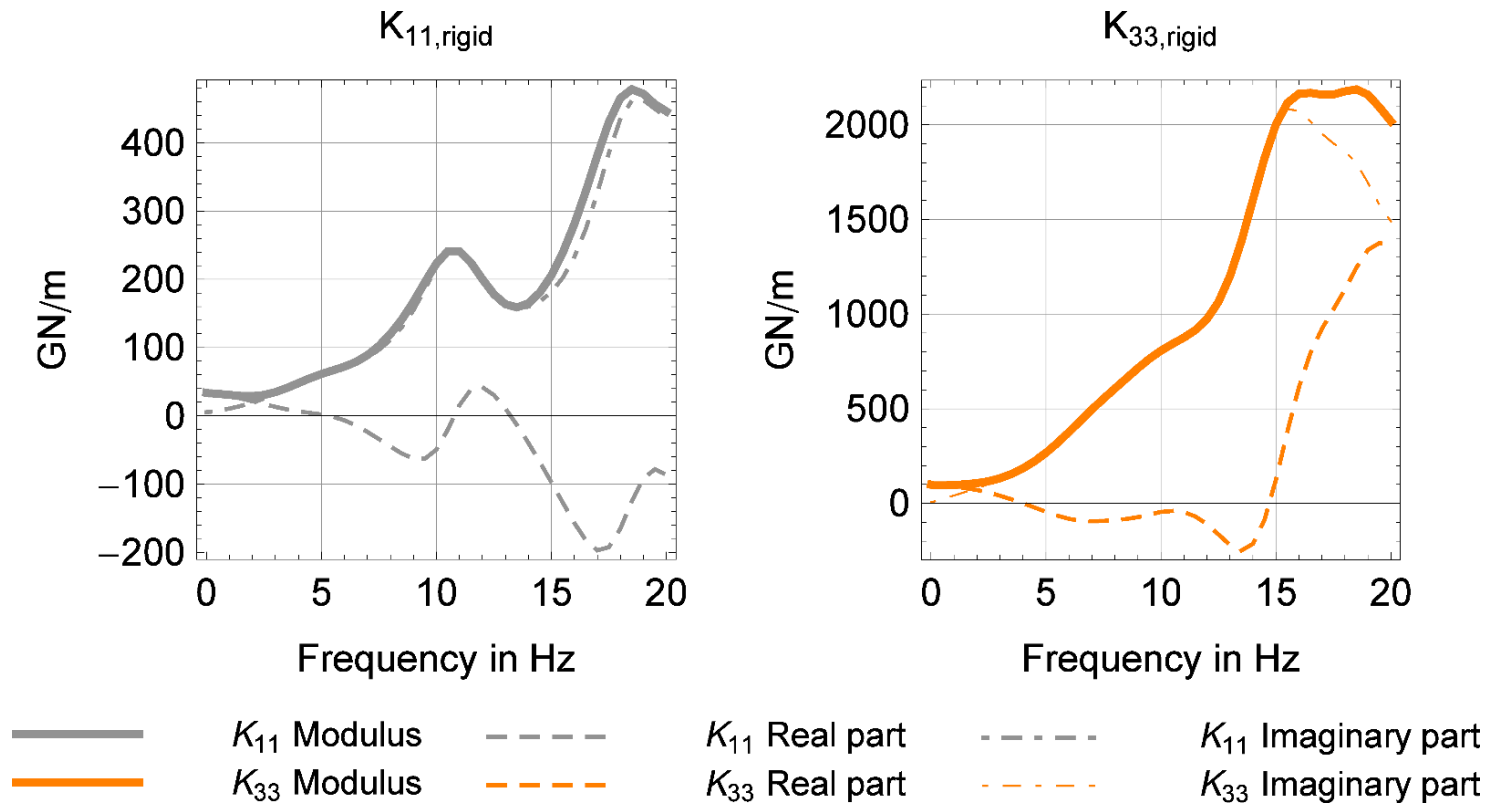 K11,rigid
GN/m
400
300
200
100
0
−100
−200
0 5 10 15 20
Frequency in Hz
K33,rigid
GN/m
2000
1500
1000
500
0
0 5 10 15 20
Frequency in Hz
K11 Modulus K11 Real part K11 Imaginary part
K33 Modulus K33 Real part K33 Imaginary part